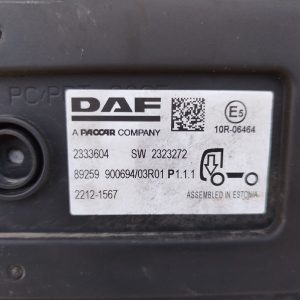 DAF
A PACCAR COMPANY
E5
10R-06464
2333604 SW 2323272
89259 900694/03R01 P1.1.1
2212-1567
ASSEMBLED IN ESTONIA